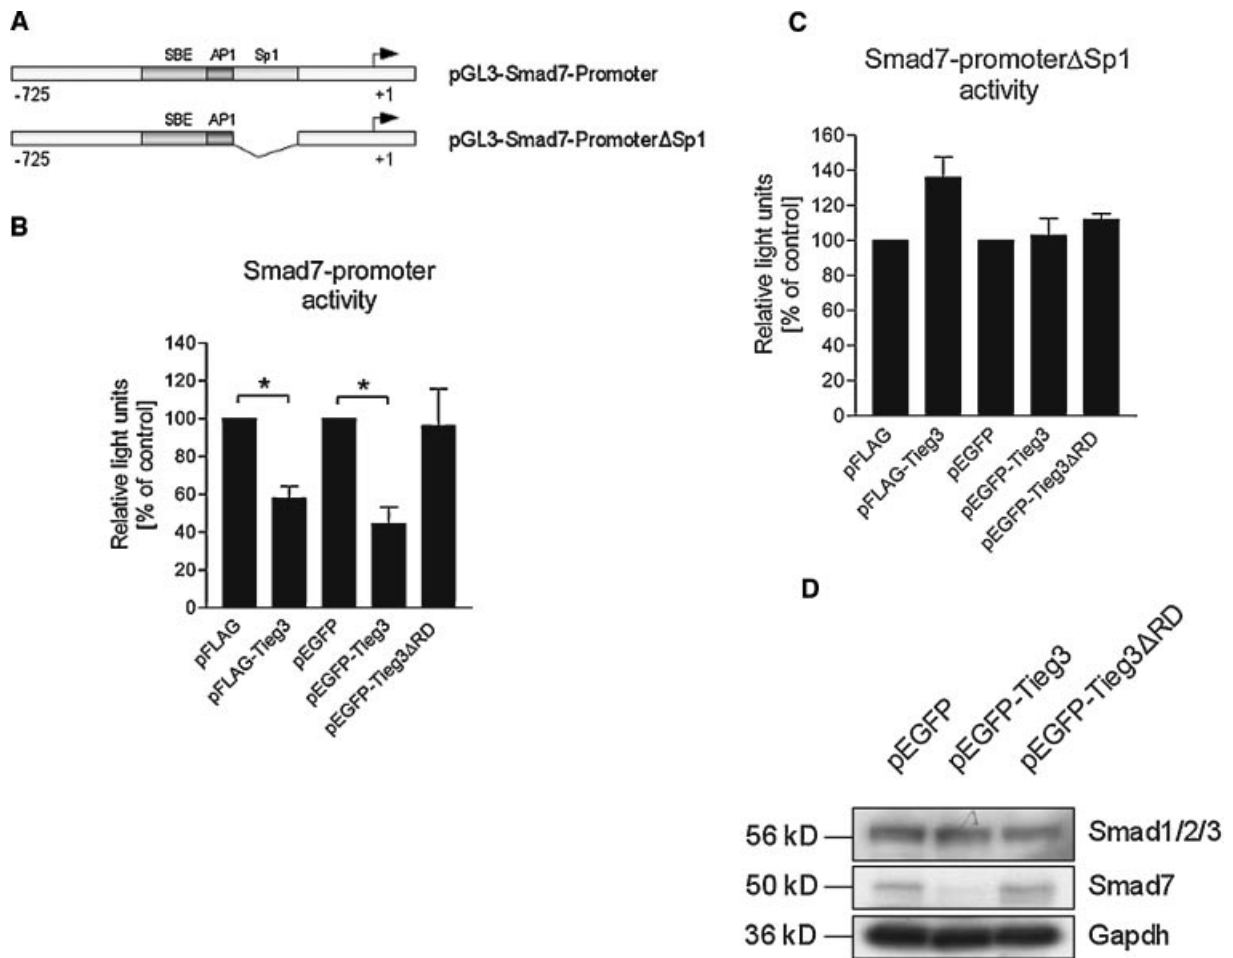 A
SBE AP1 Sp1
-725 +1
pGL3-Smad7-Promoter
SBE AP1
-725 +1
pGL3-Smad7-PromoterΔSp1
B
Smad7-promoter
activity
Relative light units
[% of control]
140
120
100
80
60
40
20
0
* *
pFLAG
pFLAG-Tieg3
pEGFP
pEGFP-Tieg3
pEGFP-Tieg3ΔRD
C
Smad7-promoterΔSp1
activity
Relative light units
[% of control]
160
140
120
100
80
60
40
20
0
pFLAG
pFLAG-Tieg3
pEGFP
pEGFP-Tieg3
pEGFP-Tieg3ΔRD
D
pEGFP
pEGFP-Tieg3
pEGFP-Tieg3ΔRD
56 kD Smad1/2/3
50 kD Smad7
36 kD Gapdh